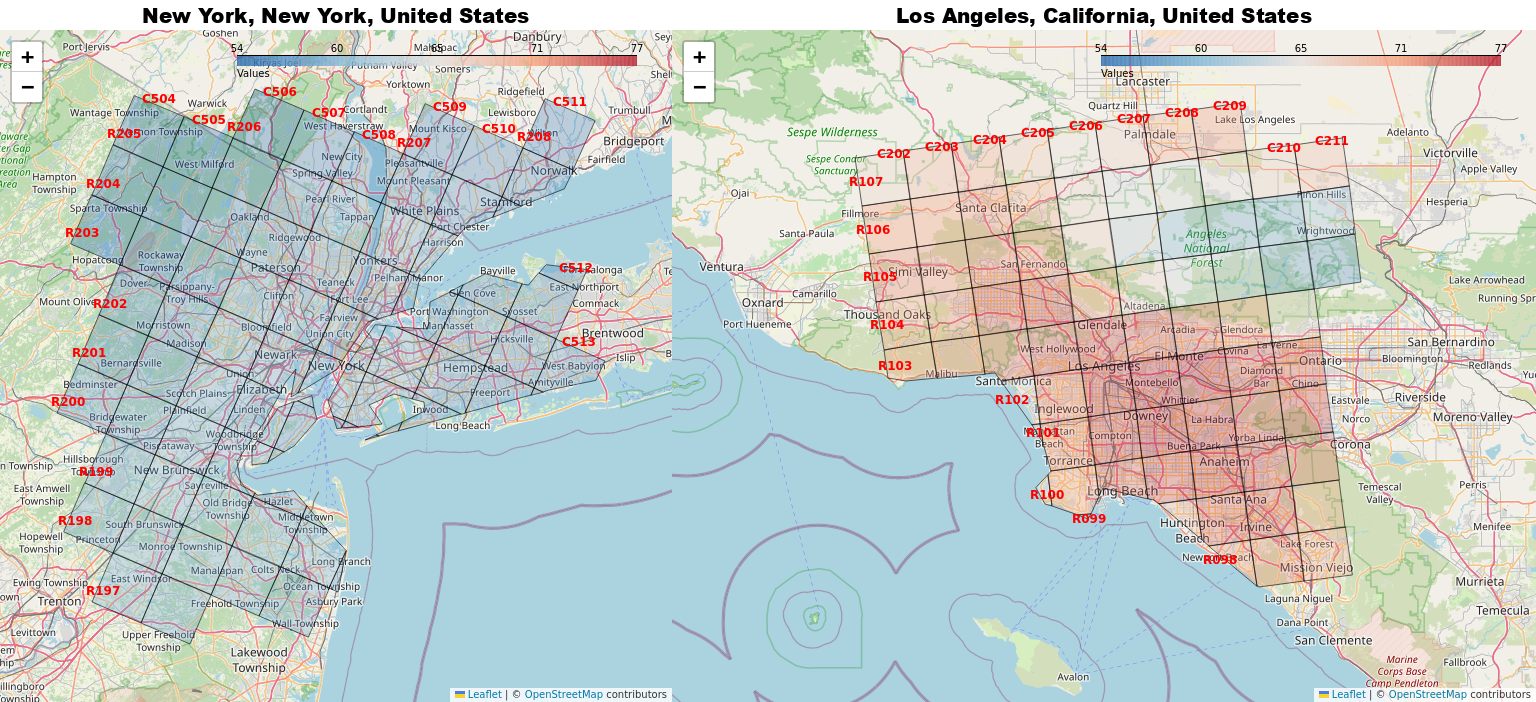 New York, New York, United States
Los Angeles, California, United States
+
−
54 60 65 71 77
Values
Port Jervis
Goshen
Danbury
Kiryas Joel
Mahopac
Putnam Valley
Somers
Yorktown
Ridgefield
Wantage Township
Warwick
Cortlandt
Lewisboro
Trumbull
West Haverstraw
Mount Kisco
Wilton
Bridgeport
Vernon Township
West Milford
New City
Spring Valley
Pleasantville
Mount Pleasant
Fairfield
Norwalk
Hampton
Township
Sparta Township
Pearl River
Tappan
White Plains
Stamford
Port Chester
Harrison
Oakland
Ridgewood
Hopatcong
Rockaway
Township
Wayne
Paterson
Yonkers
Pelham Manor
Bayville
Dover
Parsippany-
Troy Hills
Clifton
Teaneck
Fort Lee
Glen Cove
East Northport
Commack
Mount Olive
Port Washington
Syosset
Morristown
Bloomfield
Fairview
Union City
Manhasset
Hicksville
Brentwood
Madison
Newark
Bernardsville
New York
Hempstead
West Babylon
Islip
Union
Elizabeth
Amityville
Bedminster
Scotch Plains
Linden
Freeport
Plainfield
Inwood
Long Beach
Bridgewater
Township
Woodbridge
Township
Piscataway
Hillsborough
Township
New Brunswick
East Amwell
Township
Sayreville
Old Bridge
Township
Hazlet
Middletown
Township
South Brunswick
Hopewell
Township
Princeton
Monroe Township
Manalapan
Colts Neck
Long Branch
Ewing Township
East Windsor
Ocean Township
Trenton
Freehold Township
Asbury Park
Wall Township
Levittown
Upper Freehold
Township
Lakewood
Township
C504
C505
C506
C507
C508
C509
C510
C511
C512
C513
R205
R206
R207
R208
R204
R203
R202
R201
R200
R199
R198
R197
Leaflet | © OpenStreetMap contributors
+
−
54 60 65 71 77
Values
Lancaster
Quartz Hill
Lake Los Angeles
Palmdale
Adelanto
Victorville
Apple Valley
Hesperia
Sespe Wilderness
Sespe Condor
Sanctuary
Ojai
Fillmore
Santa Paula
Santa Clarita
Pinon Hills
Wrightwood
Angeles
National
Forest
Ventura
Simi Valley
San Fernando
Lake Arrowhead
Oxnard
Camarillo
Port Hueneme
Thousand Oaks
Altadena
Glendale
Arcadia
Glendora
San Bernardino
West Hollywood
La Verne
Los Angeles
El Monte
Covina
Ontario
Bloomington
Redlands
Malibu
Santa Monica
Montebello
Diamond
Bar
Chino
Eastvale
Riverside
Inglewood
Whittier
Downey
La Habra
Norco
Moreno Valley
Manhattan
Beach
Compton
Buena Park
Yorba Linda
Corona
Torrance
Anaheim
Long Beach
Santa Ana
Temescal
Valley
Perris
Huntington
Beach
Irvine
Menifee
Newport Beach
Lake Forest
Mission Viejo
Murrieta
Laguna Niguel
Temecula
Dana Point
San Clemente
Marine
Corps Base
Camp Pendleton
Fallbrook
Avalon
C202
C203
C204
C205
C206
C207
C208
C209
C210
C211
R107
R106
R105
R104
R103
R102
R101
R100
R099
R098
Leaflet | © OpenStreetMap contributors